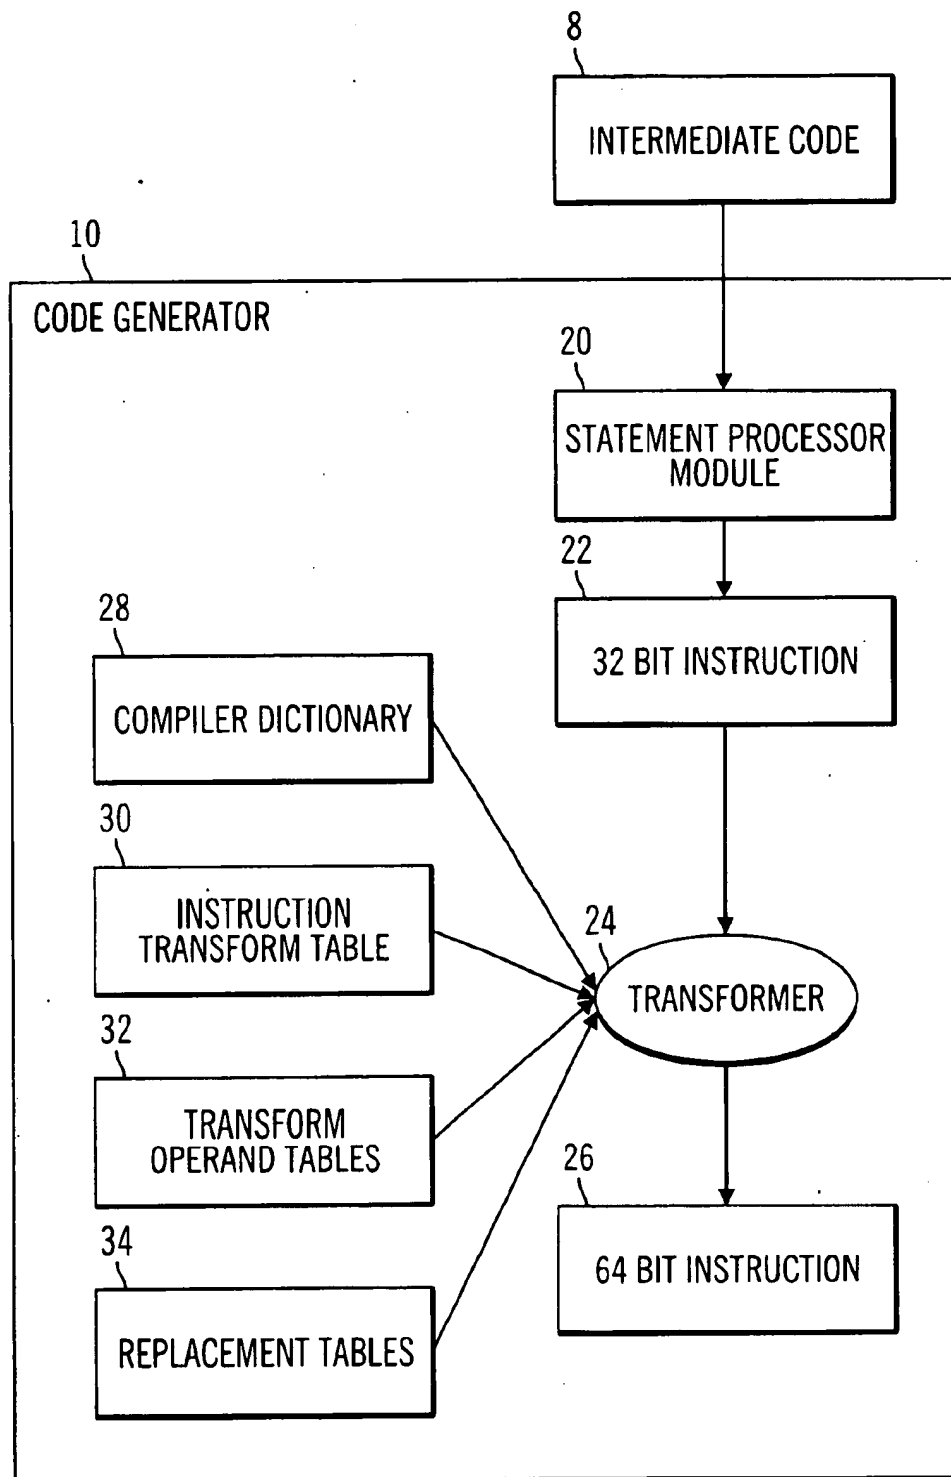 8
INTERMEDIATE CODE
10
CODE GENERATOR
20
STATEMENT PROCESSOR
MODULE
22
32 BIT INSTRUCTION
28
COMPILER DICTIONARY
30
INSTRUCTION
TRANSFORM TABLE
24
TRANSFORMER
32
TRANSFORM
OPERAND TABLES
26
64 BIT INSTRUCTION
34
REPLACEMENT TABLES